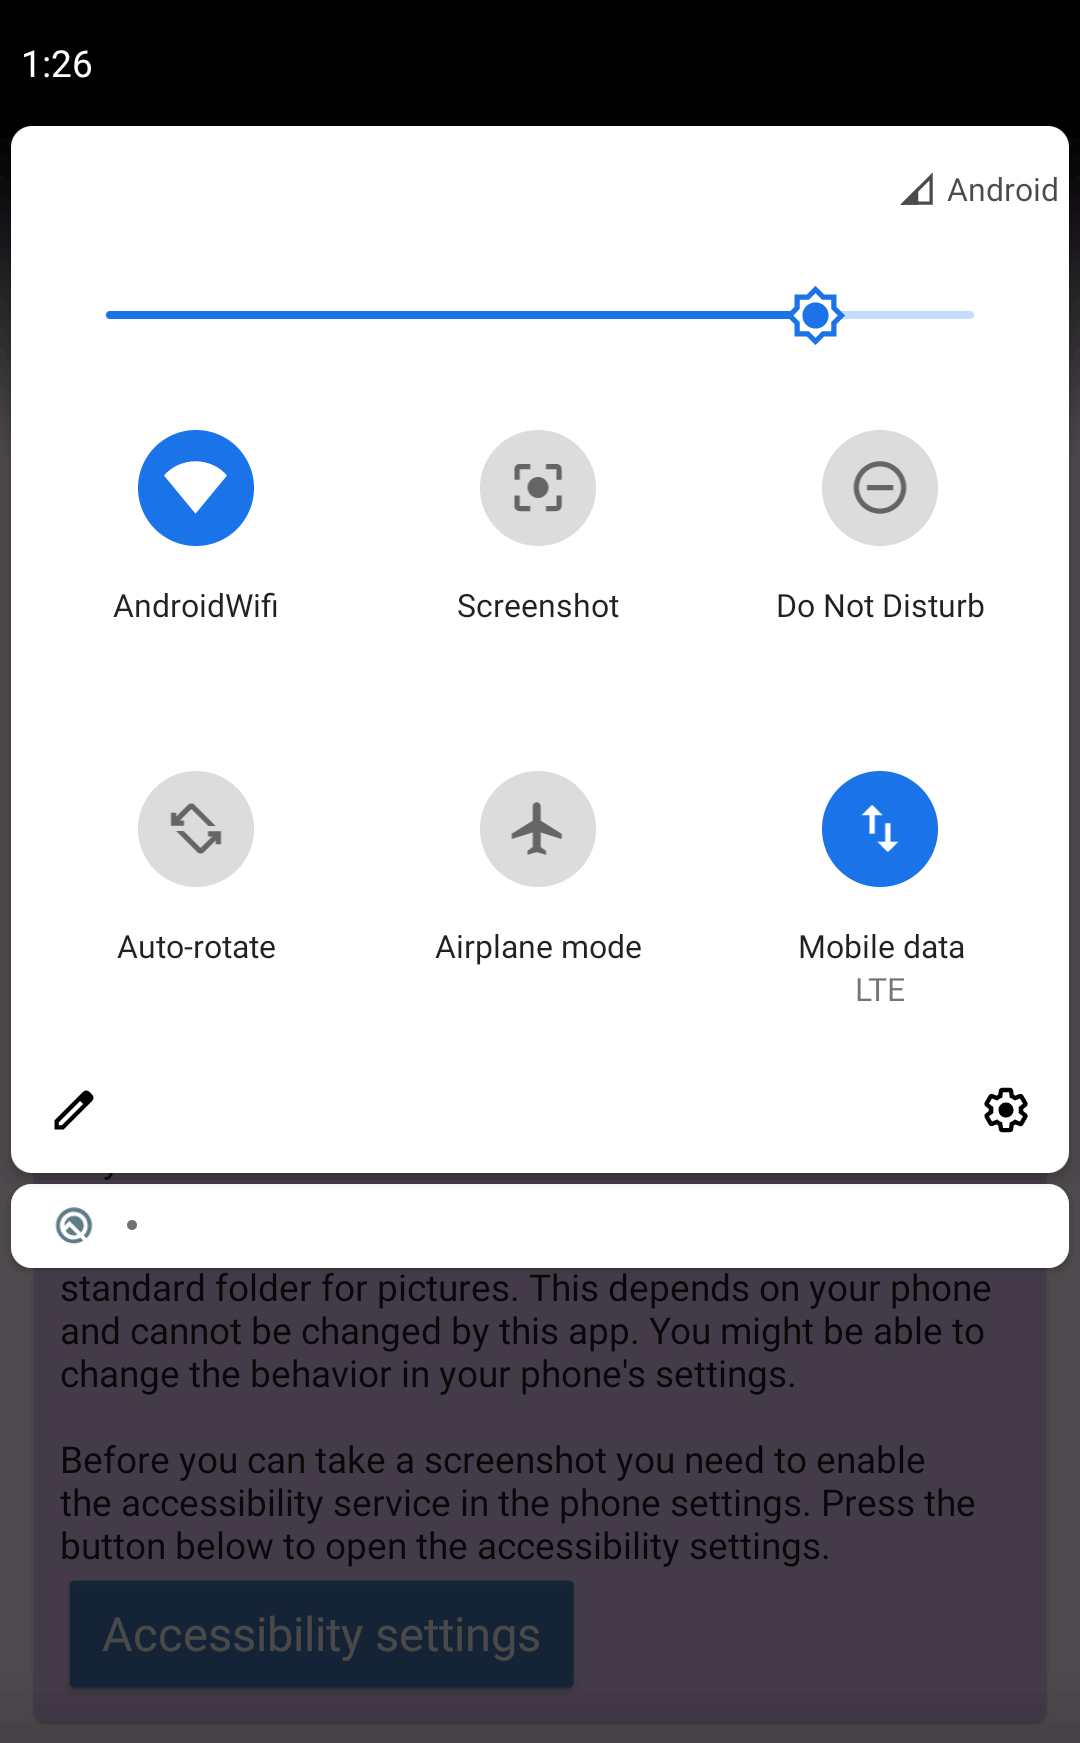 1:26
Android
AndroidWifi
Screenshot
Do Not Disturb
Auto-rotate
Airplane mode
Mobile data
LTE
standard folder for pictures. This depends on your phone
and cannot be changed by this app. You might be able to
change the behavior in your phone's settings.
Before you can take a screenshot you need to enable
the accessibility service in the phone settings. Press the
button below to open the accessibility settings.
Accessibility settings